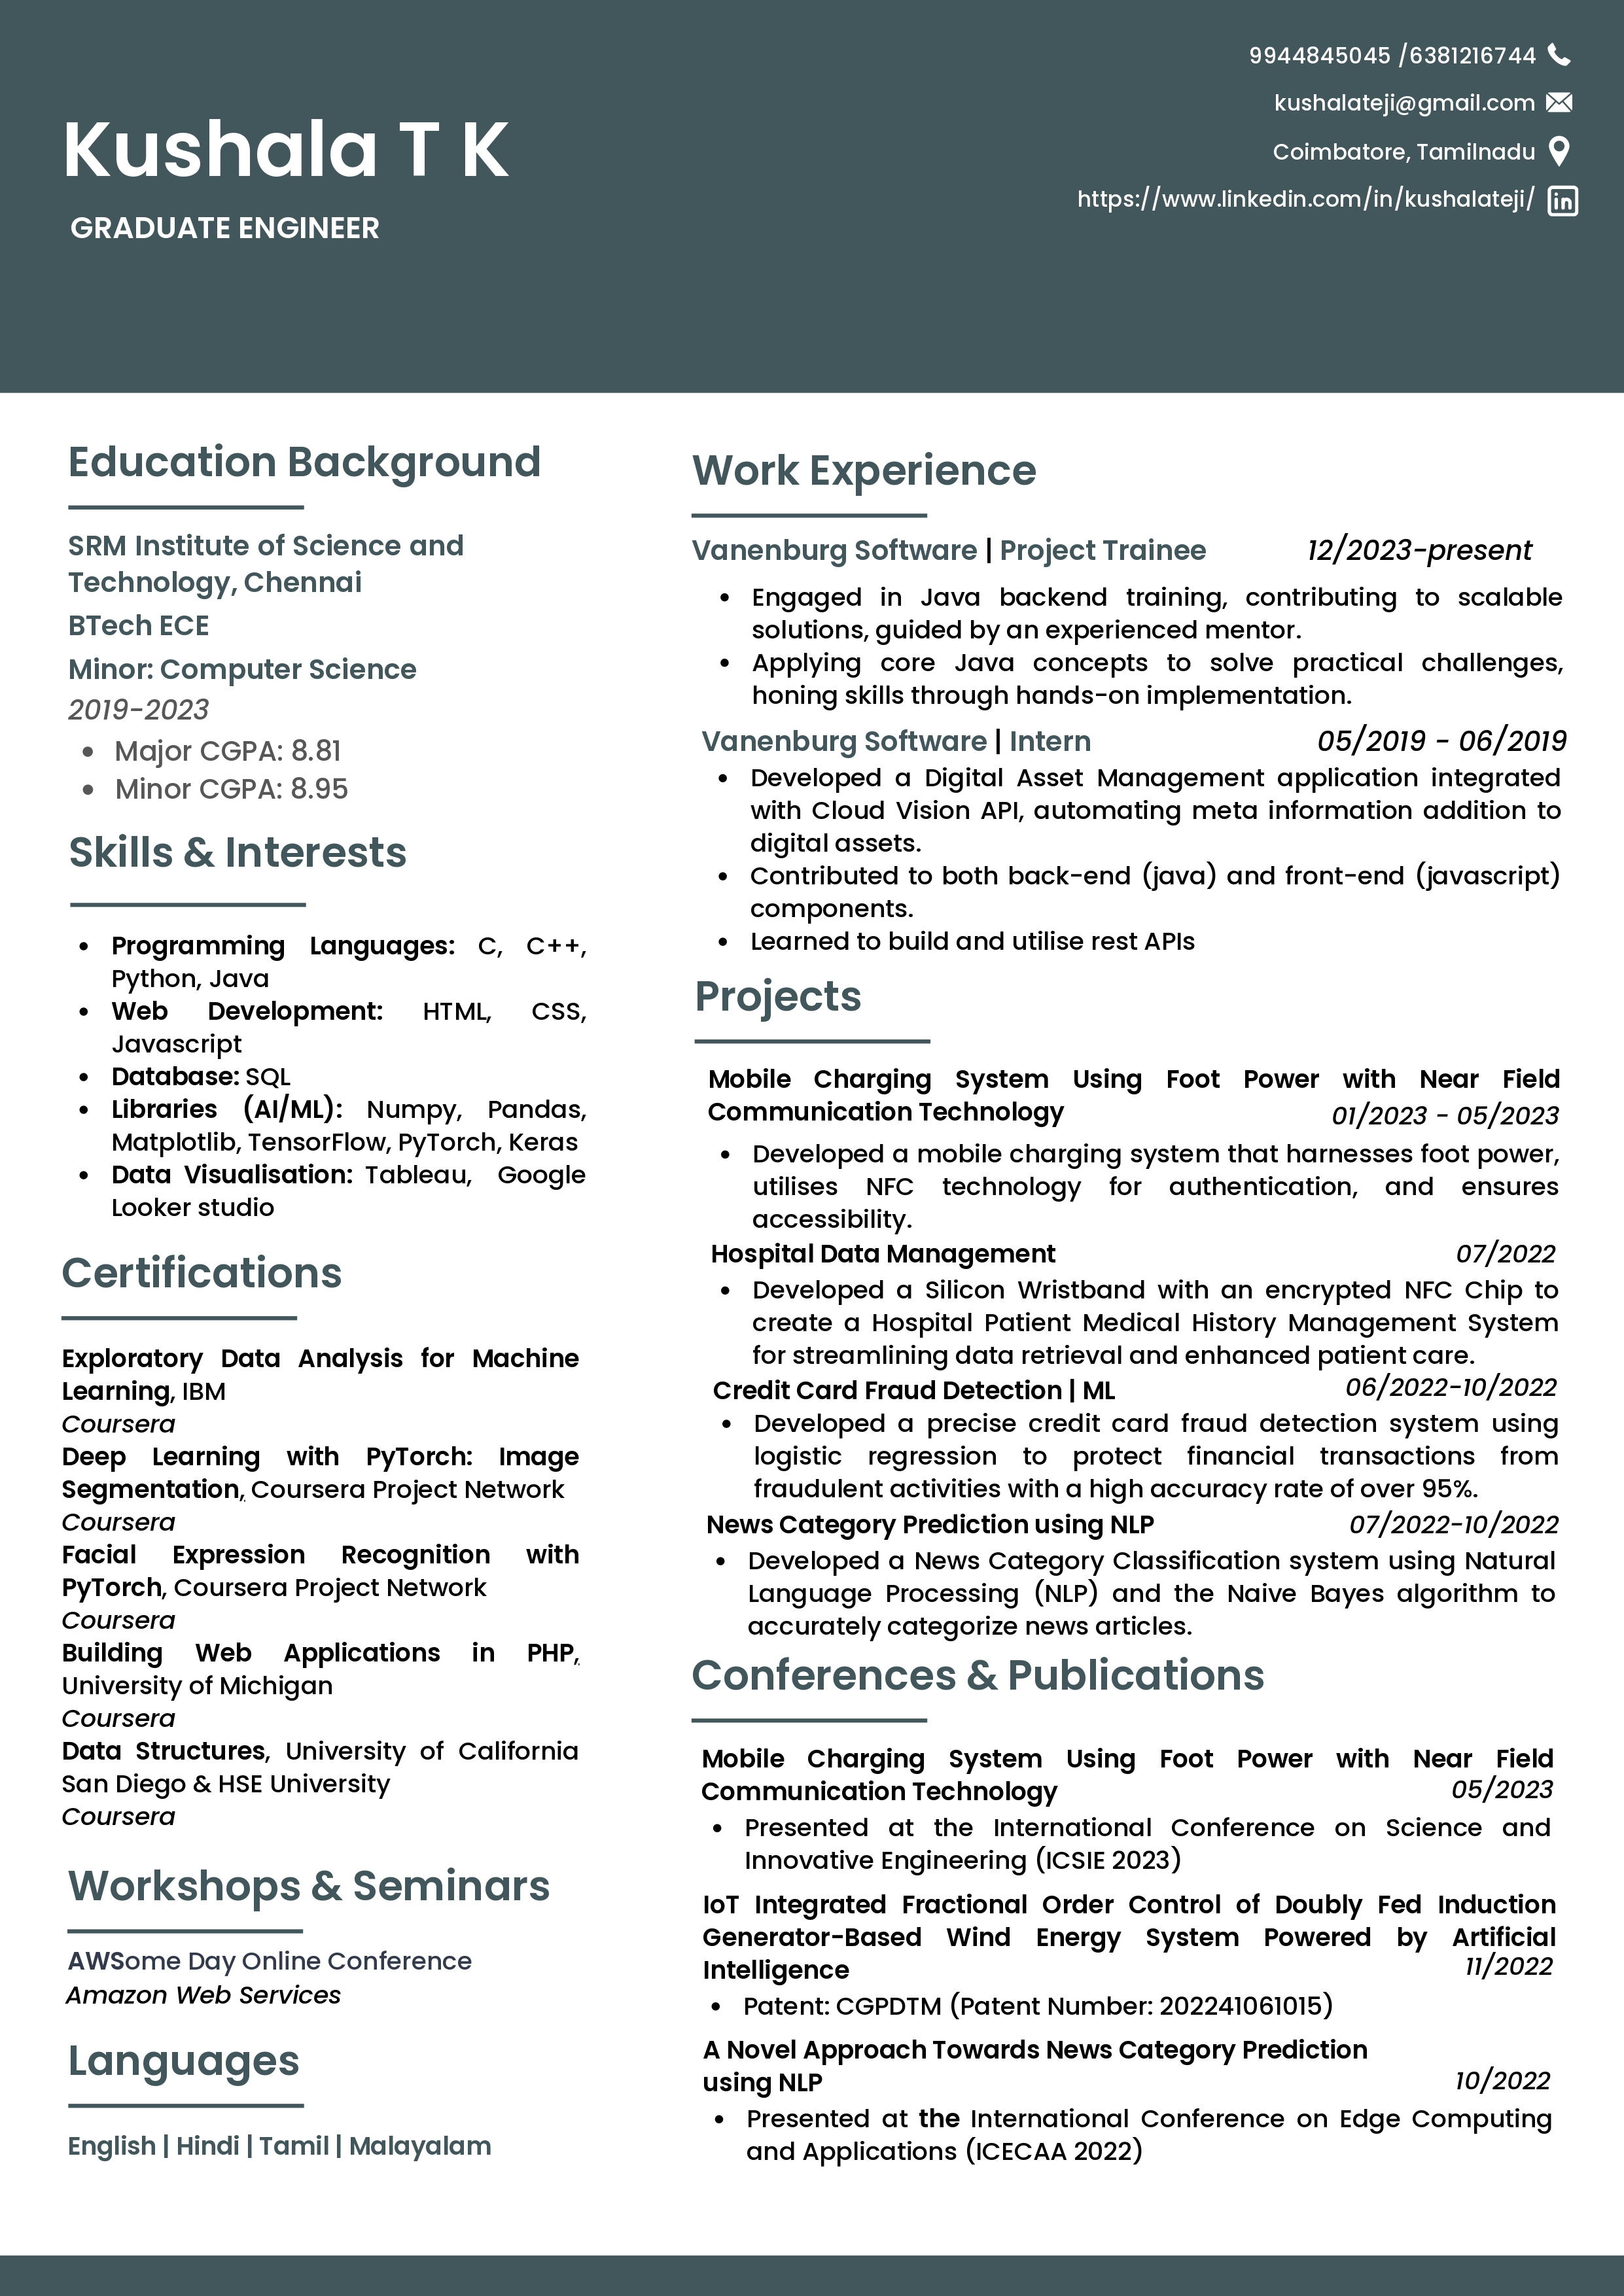 Kushala T K
GRADUATE ENGINEER
9944845045 /6381216744
kushalateji@gmail.com
Coimbatore, Tamilnadu
https://www.linkedin.com/in/kushalateji/
Education Background
SRM Institute of Science and
Technology, Chennai
BTech ECE
Minor: Computer Science
2019-2023
• Major CGPA: 8.81
• Minor CGPA: 8.95
Skills & Interests
• Programming Languages: C, C++,
Python, Java
• Web Development: HTML, CSS,
Javascript
• Database: SQL
• Libraries (AI/ML): Numpy, Pandas,
Matplotlib, TensorFlow, PyTorch, Keras
• Data Visualisation: Tableau, Google
Looker studio
Certifications
Exploratory Data Analysis for Machine
Learning, IBM
Coursera
Deep Learning with PyTorch: Image
Segmentation, Coursera Project Network
Coursera
Facial Expression Recognition with
PyTorch, Coursera Project Network
Coursera
Building Web Applications in PHP,
University of Michigan
Coursera
Data Structures, University of California
San Diego & HSE University
Coursera
Workshops & Seminars
AWSome Day Online Conference
Amazon Web Services
Languages
English | Hindi | Tamil | Malayalam
Work Experience
Vanenburg Software | Project Trainee 12/2023-present
• Engaged in Java backend training, contributing to scalable
solutions, guided by an experienced mentor.
• Applying core Java concepts to solve practical challenges,
honing skills through hands-on implementation.
Vanenburg Software | Intern 05/2019 - 06/2019
• Developed a Digital Asset Management application integrated
with Cloud Vision API, automating meta information addition to
digital assets.
• Contributed to both back-end (java) and front-end (javascript)
components.
• Learned to build and utilise rest APIs
Projects
Mobile Charging System Using Foot Power with Near Field
Communication Technology 01/2023 - 05/2023
• Developed a mobile charging system that harnesses foot power,
utilises NFC technology for authentication, and ensures
accessibility.
Hospital Data Management 07/2022
• Developed a Silicon Wristband with an encrypted NFC Chip to
create a Hospital Patient Medical History Management System
for streamlining data retrieval and enhanced patient care.
Credit Card Fraud Detection | ML 06/2022-10/2022
• Developed a precise credit card fraud detection system using
logistic regression to protect financial transactions from
fraudulent activities with a high accuracy rate of over 95%.
News Category Prediction using NLP 07/2022-10/2022
• Developed a News Category Classification system using Natural
Language Processing (NLP) and the Naive Bayes algorithm to
accurately categorize news articles.
Conferences & Publications
Mobile Charging System Using Foot Power with Near Field
Communication Technology 05/2023
• Presented at the International Conference on Science and
Innovative Engineering (ICSIE 2023)
IoT Integrated Fractional Order Control of Doubly Fed Induction
Generator-Based Wind Energy System Powered by Artificial
Intelligence 11/2022
• Patent: CGPDTM (Patent Number: 202241061015)
A Novel Approach Towards News Category Prediction
using NLP 10/2022
• Presented at the International Conference on Edge Computing
and Applications (ICECAA 2022)